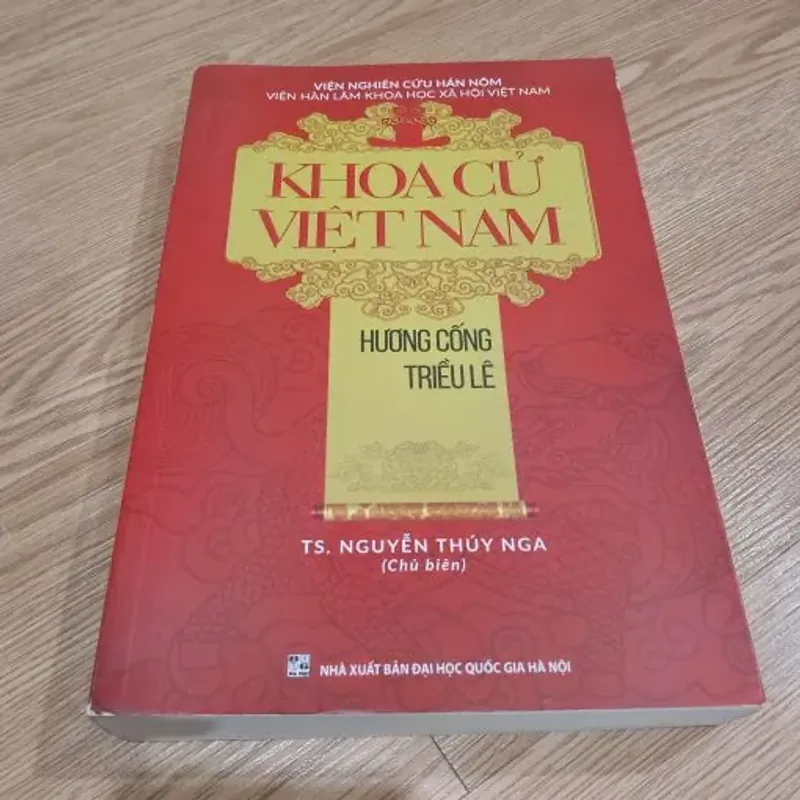 VIỆN NGHIÊN CỨU HÁN NÔM
VIỆN HÀN LÂM KHOA HỌC XÃ HỘI VIỆT NAM
KHOA CỬ
VIỆT NAM
HƯƠNG CỐNG
TRIỀU LÊ
TS. NGUYỄN THÚY NGA
(Chủ biên)
NHÀ XUẤT BẢN ĐẠI HỌC QUỐC GIA HÀ NỘI